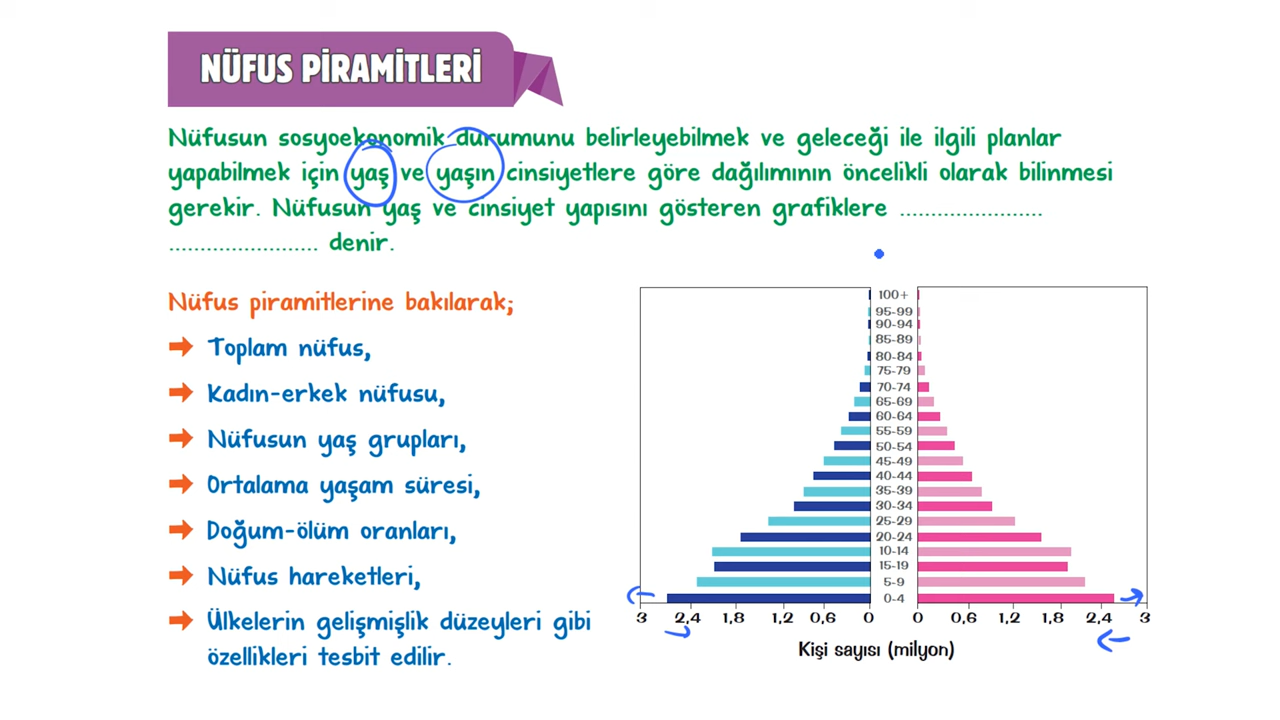 NÜFUS PİRAMİTLERİ
Nüfusun sosyoekonomik durumunu belirleyebilmek ve geleceği ile ilgili planlar
yapabilmek için yaş ve yaşın cinsiyetlere göre dağılımının öncelikli olarak bilinmesi
gerekir. Nüfusun yaş ve cinsiyet yapısını gösteren grafiklere .......................
........................ denir.
Nüfus piramitlerine bakılarak;
Toplam nüfus,
Kadın-erkek nüfusu,
Nüfusun yaş grupları,
Ortalama yaşam süresi,
Doğum-ölüm oranları,
Nüfus hareketleri,
Ülkelerin gelişmişlik düzeyleri gibi
özellikleri tesbit edilir.
100+
95-99
90-94
85-89
80-84
75-79
70-74
65-69
60-64
55-59
50-54
45-49
40-44
35-39
30-34
25-29
20-24
10-14
15-19
5-9
0-4
3 2,4 1,8 1,2 0,6 0 0 0,6 1,2 1,8 2,4 3
Kişi sayısı (milyon)